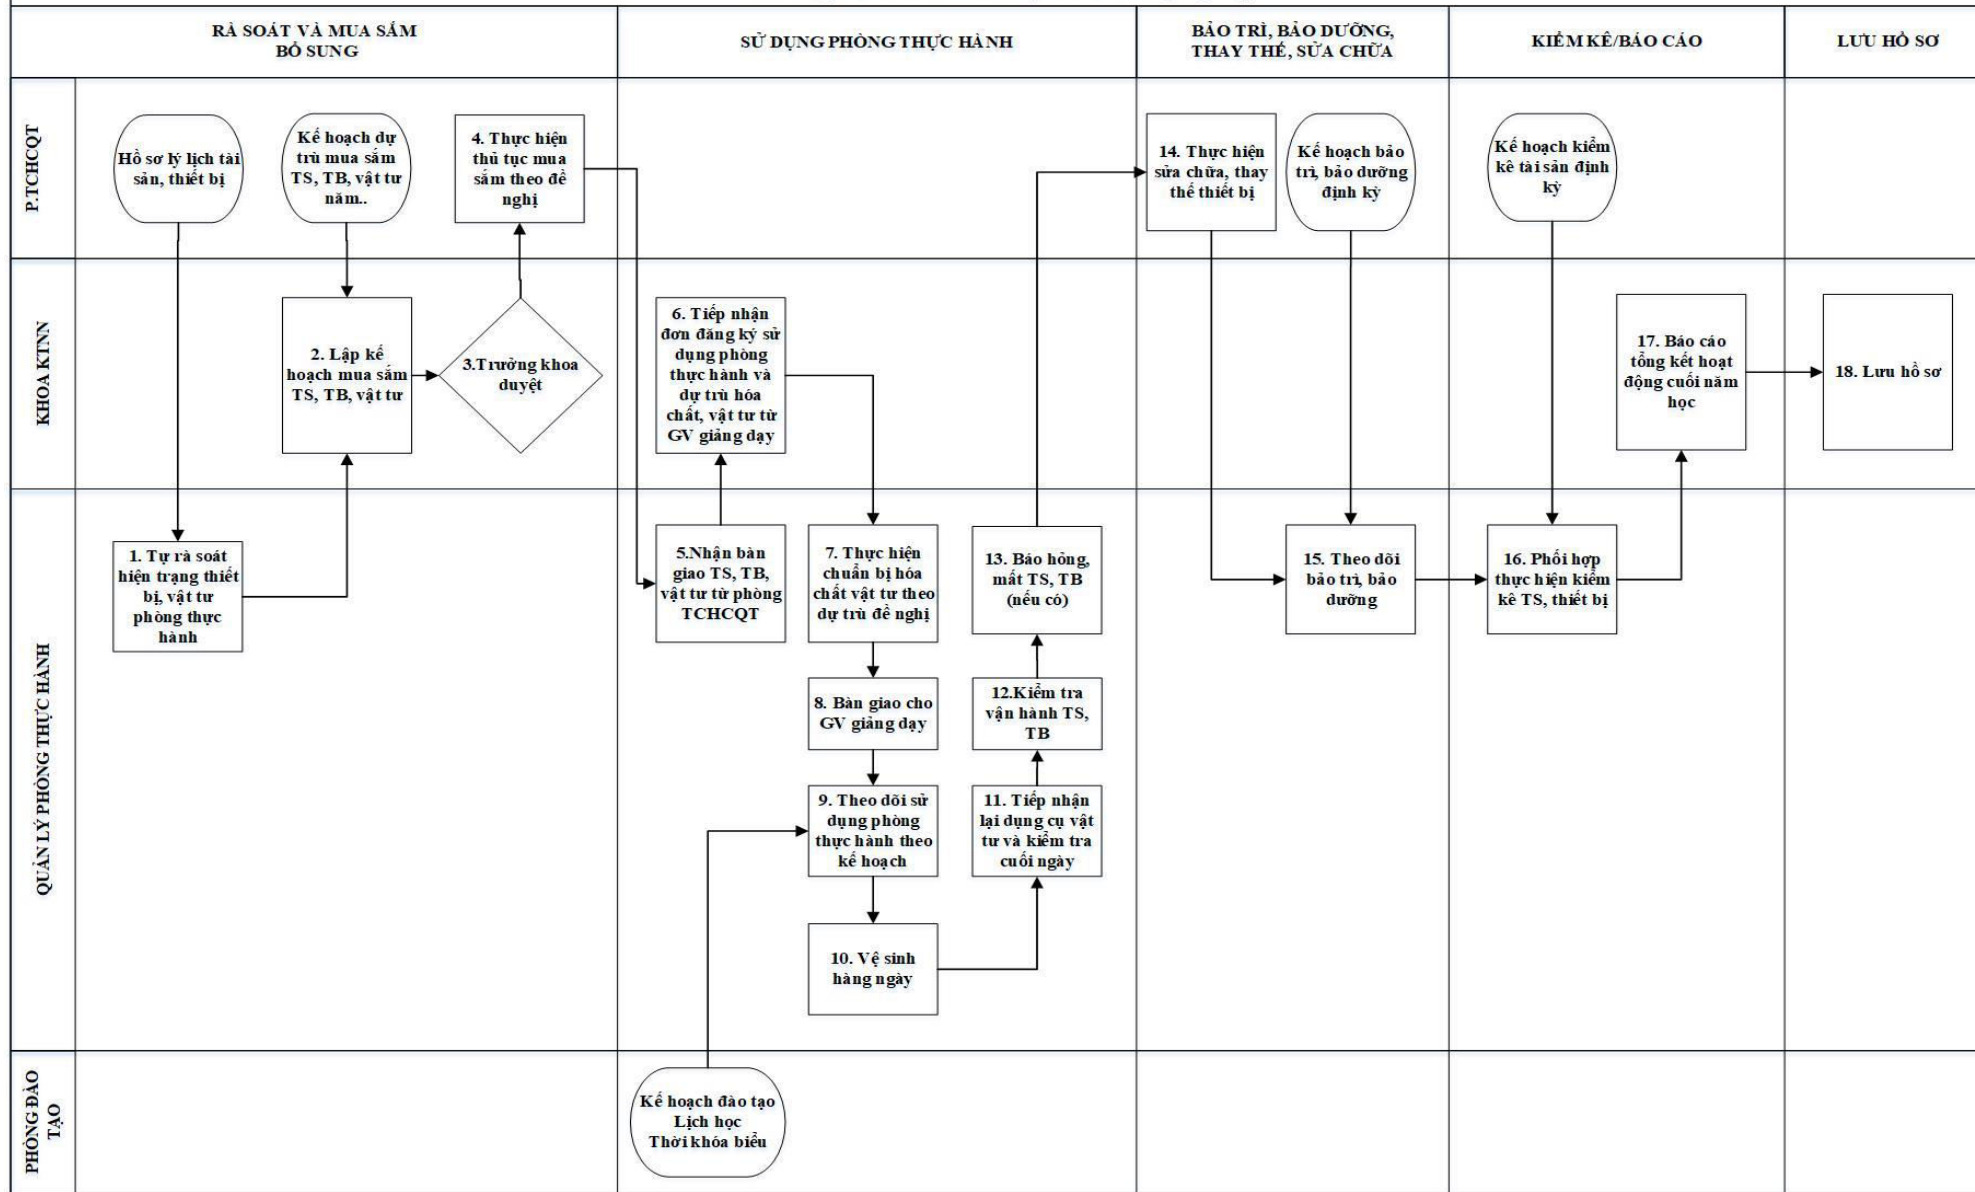 RÀ SOÁT VÀ MUA SẮM
BỔ SUNG
SỬ DỤNG PHÒNG THỰC HÀNH
BẢO TRÌ, BẢO DƯỠNG,
THAY THẾ, SỬA CHỮA
KIỂM KÊ/BÁO CÁO
LƯU HỒ SƠ
P.TCHCQT
Hồ sơ lý lịch tài
sản, thiết bị
Kế hoạch dự
trù mua sắm
TS, TB, vật tư
năm..
4. Thực hiện
thủ tục mua
sắm theo đề
nghị
14. Thực hiện
sửa chữa, thay
thế thiết bị
Kế hoạch bảo
trì, bảo dưỡng
định kỳ
Kế hoạch kiểm
kê tài sản định
kỳ
KHOA KTNN
2. Lập kế
hoạch mua sắm
TS, TB, vật tư
3.Trưởng khoa
duyệt
6. Tiếp nhận
đơn đăng ký sử
dụng phòng
thực hành và
dự trù hóa
chất, vật tư từ
GV giảng dạy
17. Báo cáo
tổng kết hoạt
động cuối năm
học
18. Lưu hồ sơ
QUẢN LÝ PHÒNG THỰC HÀNH
1. Tự rà soát
hiện trạng thiết
bị, vật tư
phòng thực
hành
5.Nhận bàn
giao TS, TB,
vật tư từ phòng
TCHCQT
7. Thực hiện
chuẩn bị hóa
chất vật tư theo
dự trù đề nghị
8. Bàn giao cho
GV giảng dạy
9. Theo dõi sử
dụng phòng
thực hành theo
kế hoạch
10. Vệ sinh
hàng ngày
11. Tiếp nhận
lại dụng cụ vật
tư và kiểm tra
cuối ngày
12.Kiểm tra
vận hành TS,
TB
13. Báo hỏng,
mất TS, TB
(nếu có)
15. Theo dõi
bảo trì, bảo
dưỡng
16. Phối hợp
thực hiện kiểm
kê TS, thiết bị
PHÒNG ĐÀO
TẠO
Kế hoạch đào tạo
Lịch học
Thời khóa biểu